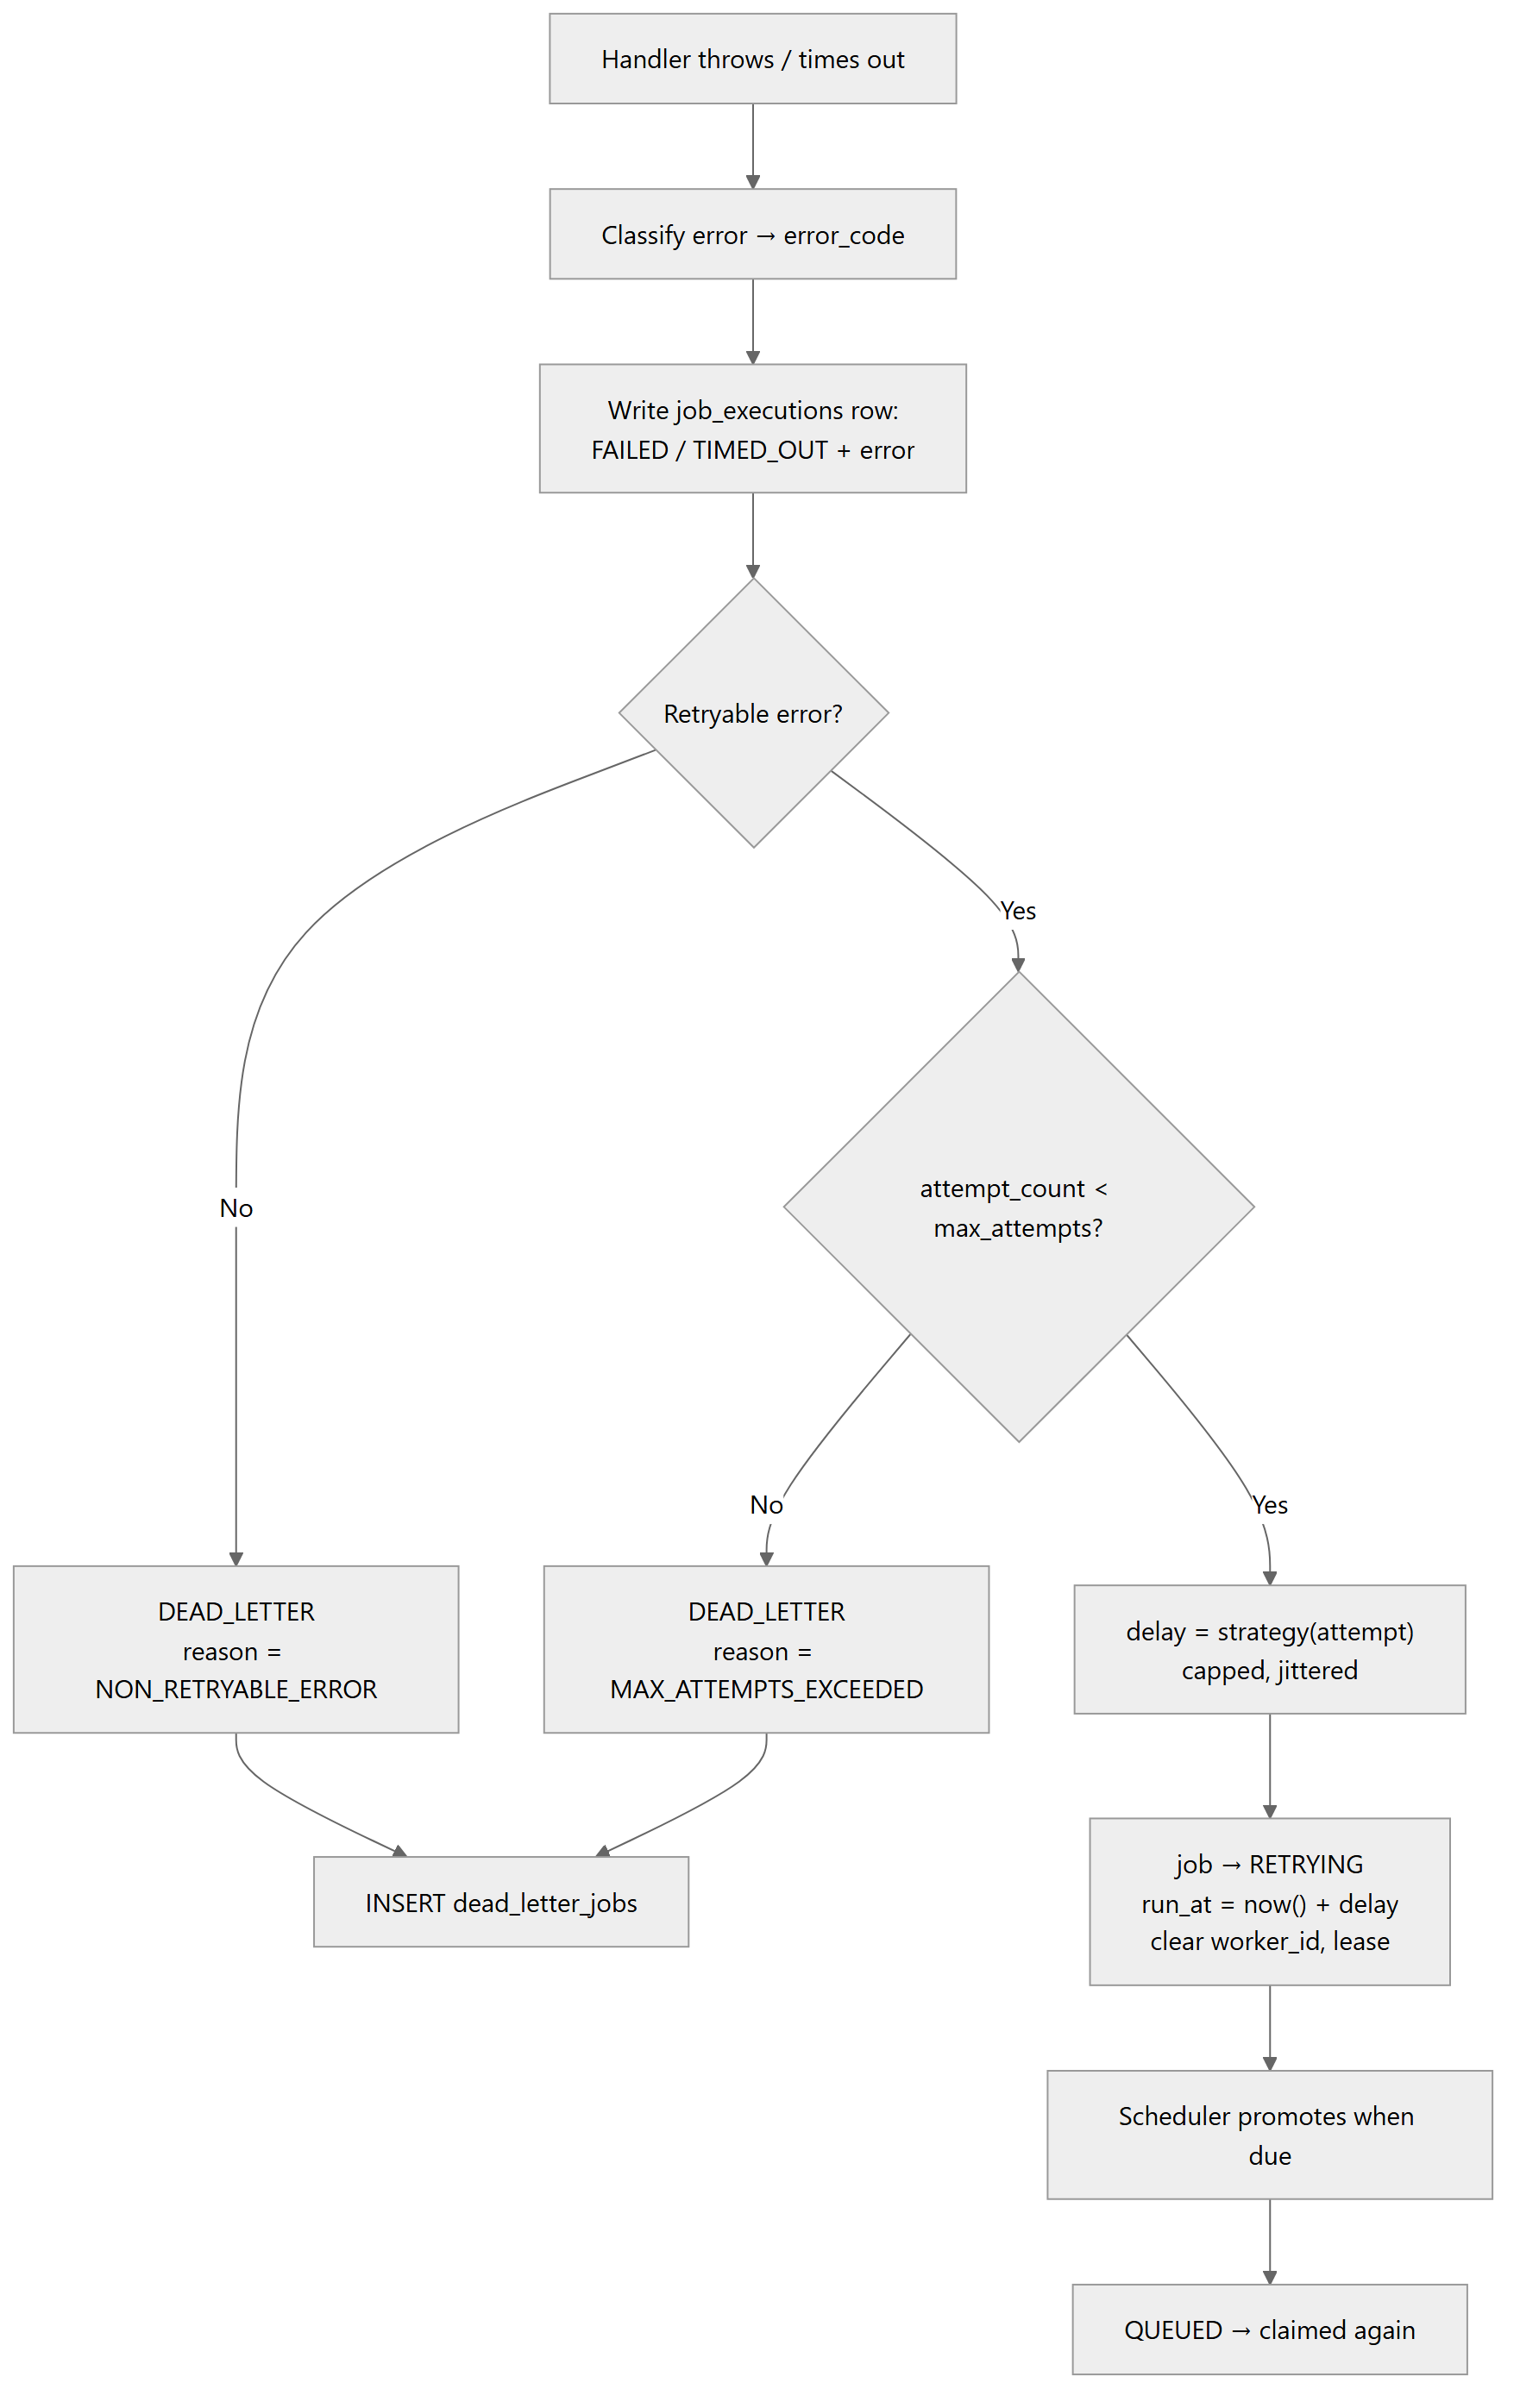 Handler throws / times out
Classify error → error_code
Write job_executions row:
FAILED / TIMED_OUT + error
Retryable error?
Yes
attempt_count <
max_attempts?
No
No
Yes
DEAD_LETTER
reason =
NON_RETRYABLE_ERROR
DEAD_LETTER
reason =
MAX_ATTEMPTS_EXCEEDED
delay = strategy(attempt)
capped, jittered
INSERT dead_letter_jobs
job → RETRYING
run_at = now() + delay
clear worker_id, lease
Scheduler promotes when
due
QUEUED → claimed again